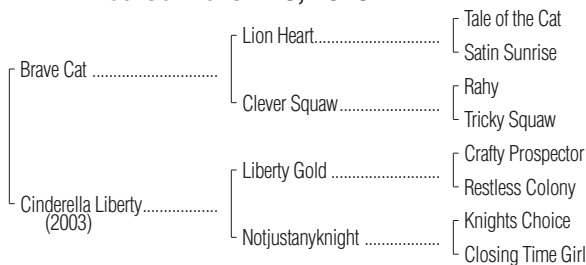 Brave Cat
Cinderella Liberty
(2003)
Lion Heart
Clever Squaw
Liberty Gold
Notjustanyknight
Tale of the Cat
Satin Sunrise
Rahy
Tricky Squaw
Crafty Prospector
Restless Colony
Knights Choice
Closing Time Girl